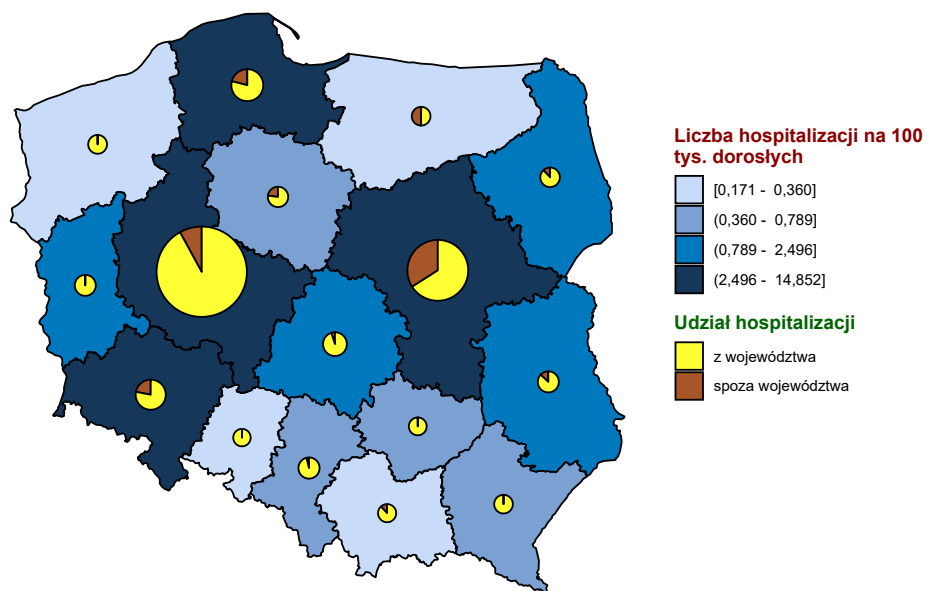 Liczba hospitalizacji na 100
tys. dorosłych
[0,171 - 0,360]
(0,360 - 0,789]
(0,789 - 2,496]
(2,496 - 14,852]
Udział hospitalizacji
z województwa
spoza województwa